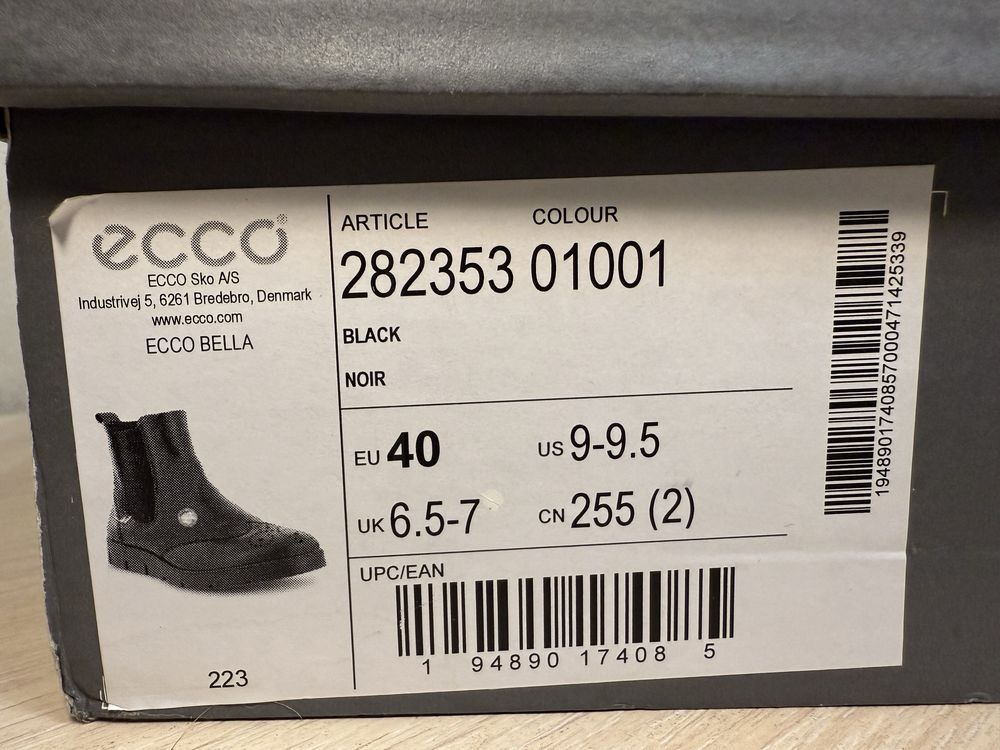 ecco
ECCO Sko A/S
Industrivej 5, 6261 Bredebro, Denmark
www.ecco.com
ECCO BELLA
223
ARTICLE COLOUR
282353 01001
BLACK
NOIR
EU 40 US 9-9.5
UK 6.5-7 CN 255 (2)
UPC/EAN
1 94890 17408 5
1948901740857000471425339